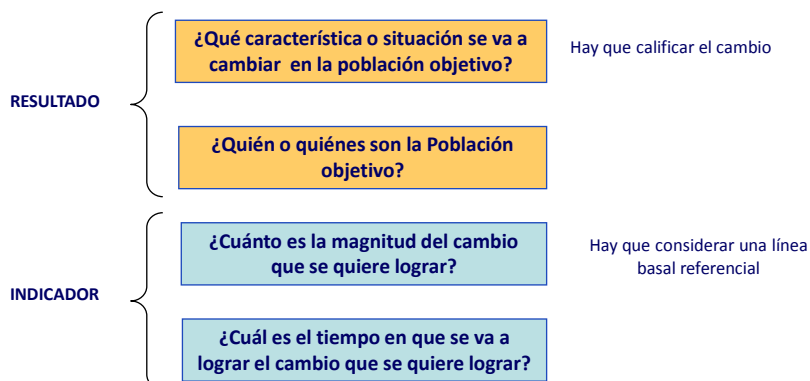 ¿Qué característica o situación se va a
cambiar en la población objetivo?
Hay que calificar el cambio
RESULTADO
¿Quién o quiénes son la Población
objetivo?
¿Cuánto es la magnitud del cambio
que se quiere lograr?
Hay que considerar una línea
basal referencial
INDICADOR
¿Cuál es el tiempo en que se va a
lograr el cambio que se quiere lograr?